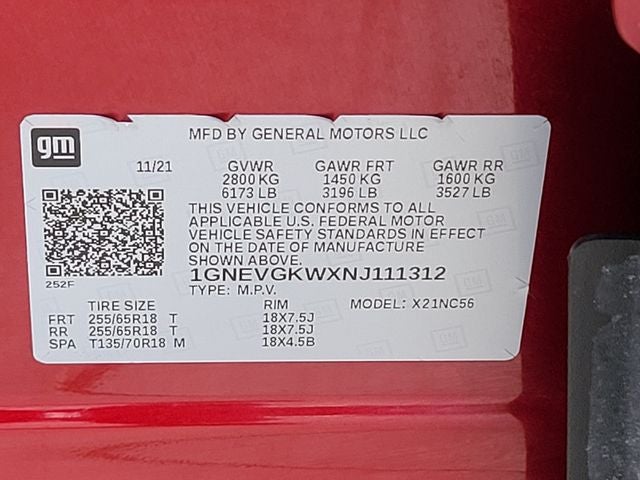 gm
MFD BY GENERAL MOTORS LLC
11/21 GVWR GAWR FRT GAWR RR
2800 KG 1450 KG 1600 KG
6173 LB 3196 LB 3527 LB
THIS VEHICLE CONFORMS TO ALL
APPLICABLE U.S. FEDERAL MOTOR
VEHICLE SAFETY STANDARDS IN EFFECT
ON THE DATE OF MANUFACTURE
SHOWN ABOVE.
1GNEVGKWXNJ111312
252F
TYPE: M.P.V.
TIRE SIZE RIM MODEL: X21NC56
FRT 255/65R18 T 18X7.5J
RR 255/65R18 T 18X7.5J
SPA T135/70R18 M 18X4.5B